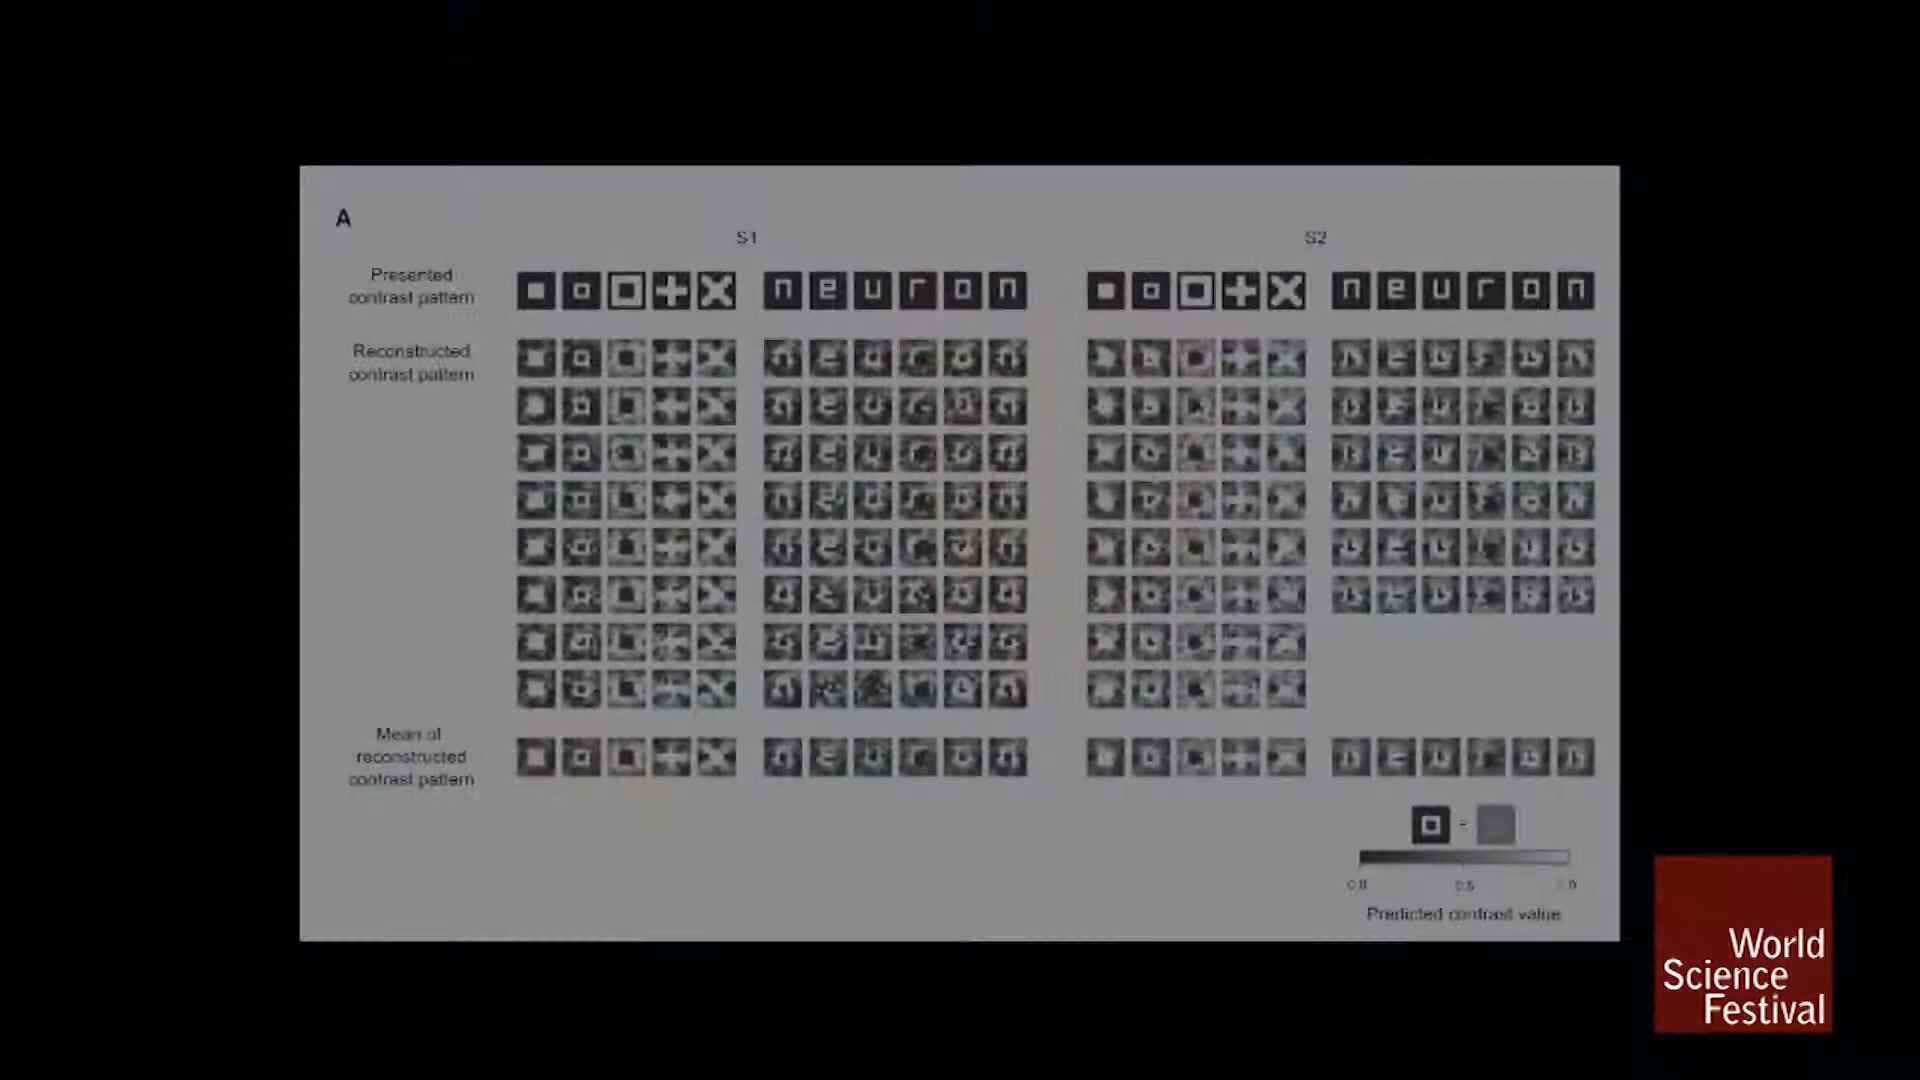 A
S1
S2
Presented
contrast pattern
n e u r o n
n e u r o n
Reconstructed
contrast pattern
Mean of
reconstructed
contrast pattern
0.5
Predicted contrast value
World
Science
Festival